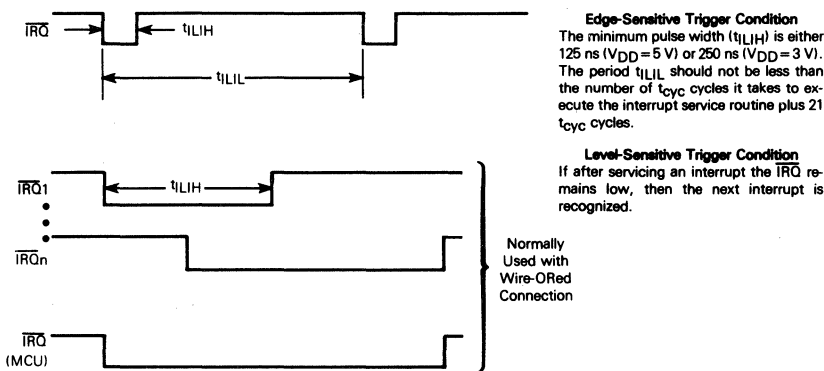 IRQ
tILIH
tILIL
Edge-Sensitive Trigger Condition
The minimum pulse width (tILIH) is either
125 ns (VDD=5 V) or 250 ns (VDD=3 V).
The period tILIL should not be less than
the number of tcyc cycles it takes to ex-
ecute the interrupt service routine plus 21
tcyc cycles.
Level-Sensitive Trigger Condition
If after servicing an interrupt the IRQ re-
mains low, then the next interrupt is
recognized.
IRQ1
tILIH
IRQn
Normally
Used with
Wire-ORed
Connection
IRQ
(MCU)